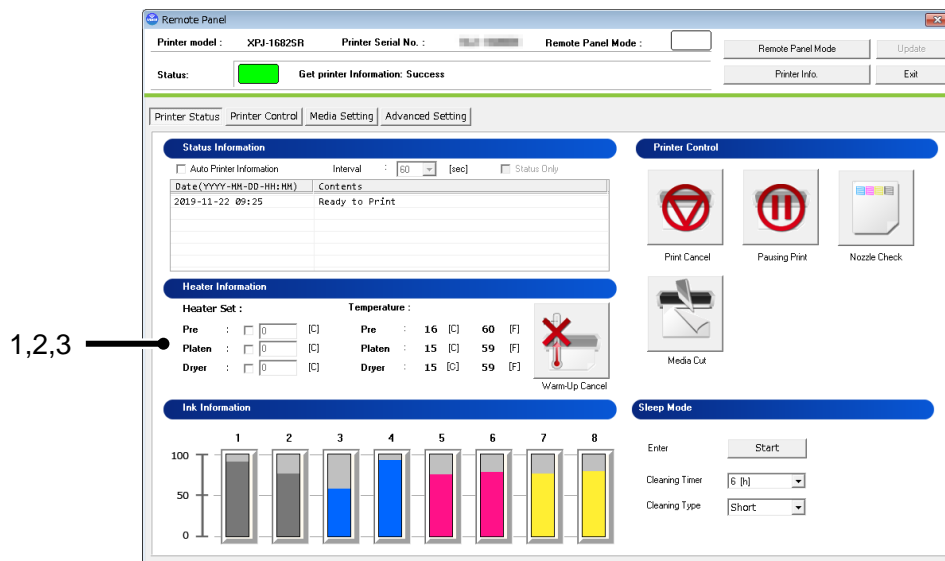 Remote Panel
Printer model : XPJ-1682SR Printer Serial No. : Remote Panel Mode :
Remote Panel Mode Update
Status: Get printer Information: Success
Printer Info. Exit
Printer Status Printer Control Media Setting Advanced Setting
Status Information
Auto Printer Information Interval : 60 [sec] Status Only
Date(YYYY-MM-DD-HH:MM) Contents
2019-11-22 09:25 Ready to Print
Printer Control
Print Cancel Pausing Print Nozzle Check
Media Cut
Heater Information
Heater Set : Temperature :
Pre : 0 [C] Pre : 16 [C] 60 [F]
1,2,3
Platen : 0 [C] Platen : 15 [C] 59 [F]
Dryer : 0 [C] Dryer : 15 [C] 59 [F]
Warm-Up Cancel
Ink Information
1 2 3 4 5 6 7 8
100
50
0
Sleep Mode
Enter Start
Cleaning Timer 6 [h]
Cleaning Type Short